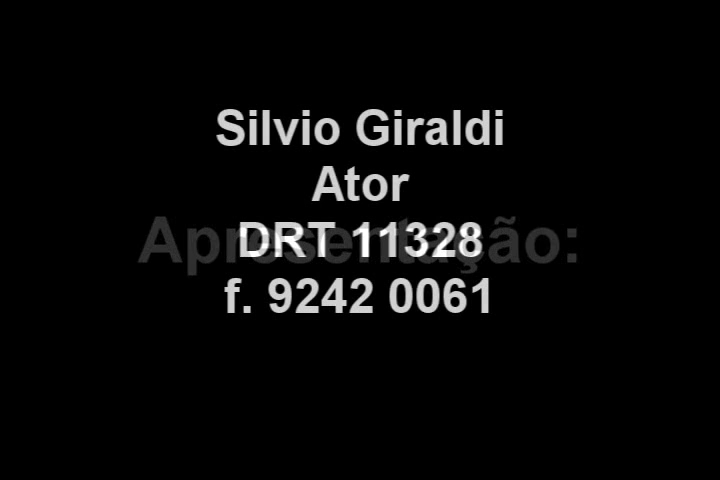 Silvio Giraldi
Ator
Apresentação:
DRT 11328
f. 9242 0061